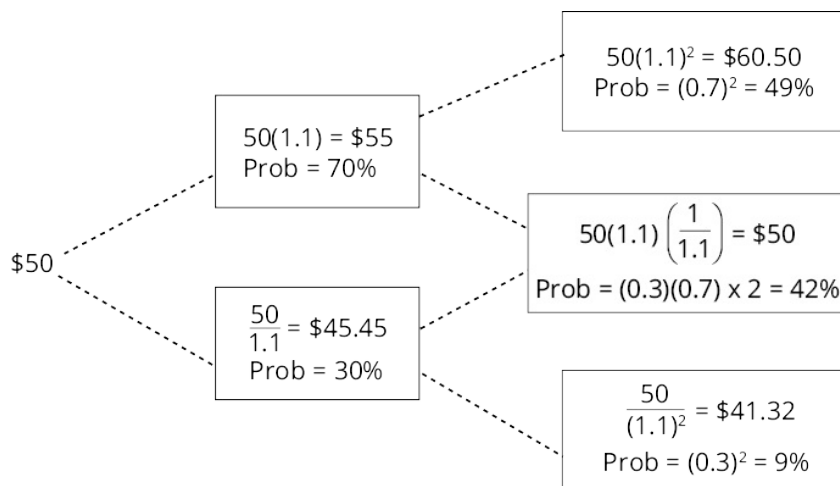 $50
50(1.1) = $55
Prob = 70%
50/1.1 = $45.45
Prob = 30%
50(1.1)² = $60.50
Prob = (0.7)² = 49%
50(1.1) (1/1.1) = $50
Prob = (0.3)(0.7) x 2 = 42%
50/(1.1)² = $41.32
Prob = (0.3)² = 9%